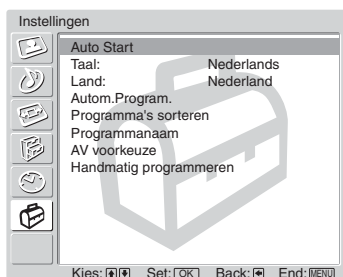 Instellingen
Auto Start
Taal: Nederlands
Land: Nederland
Autom.Program.
Programma's sorteren
Programmanaam
AV voorkeuze
Handmatig programmeren
Kies: Set: OK Back: End: MENU